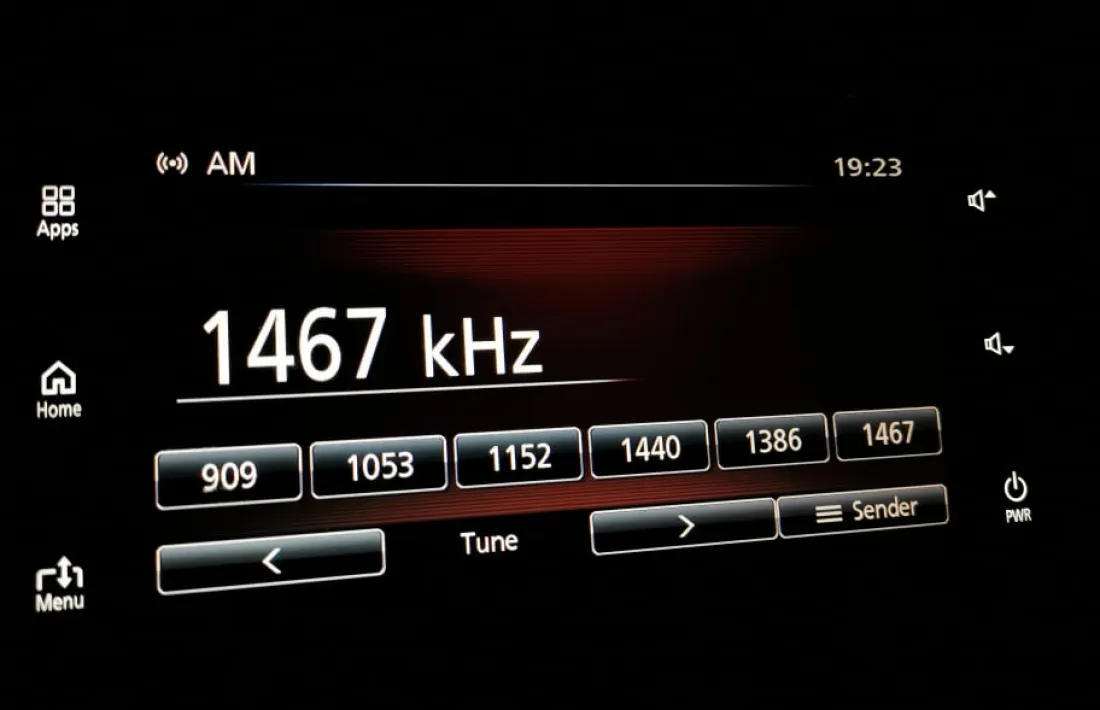 AM
19:23
Apps
1467 kHz
Home
909 1053 1152 1440 1386 1467
< Tune > Sender
PWR
Menu